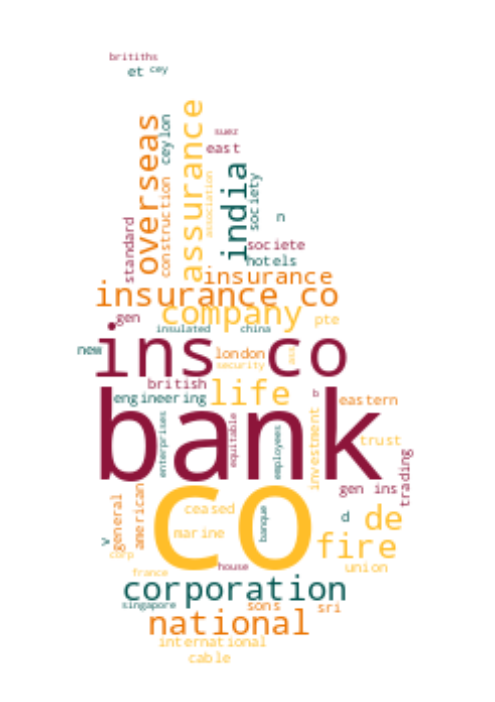 britiths
et cey
suez
overseas
ceylon
assurance
east
construction
association
india
society
n
standard
societe
hotels
insurance
insurance co
gen
company
pte
insulated
china
new
ins co
london
security
asia
british
life
b
engineering
eastern
bank
enterprises
equitable
employees
investment
trust
trading
gen ins
co
general
american
ceased
banque
d
de
marine
v
corp
fire
house
union
france
corporation
singapore
sons
sri
national
international
cable